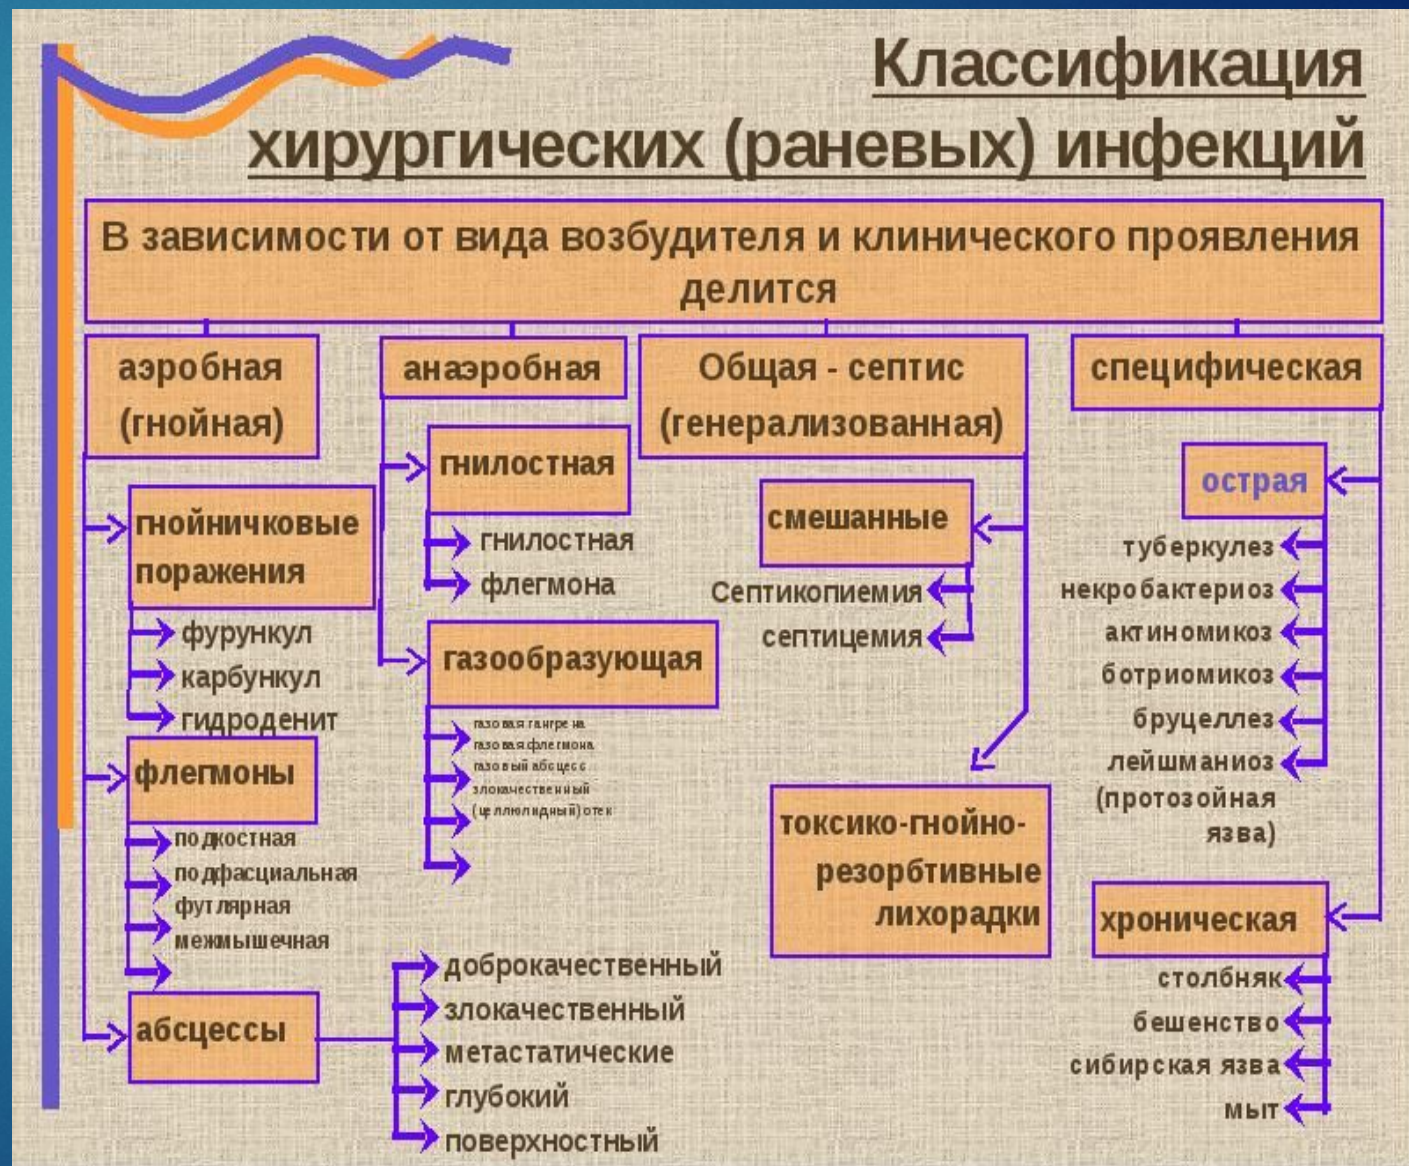 Классификация
хирургических (раневых) инфекций
В зависимости от вида возбудителя и клинического проявления
делится
аэробная
(гнойная)
гнойничковые
поражения
фурункул
карбункул
гидроденит
флегмоны
подкостная
подфасциальная
футлярная
межмышечная
абсцессы
доброкачественный
злокачественный
метастатические
глубокий
поверхностный
анаэробная
гнилостная
гнилостная
флегмона
газообразующая
газовая гангрена
газовая флегмона
газовый абсцесс
злокачественный
(целлюлидный) отек
Общая - септис
(генерализованная)
смешанные
Септикопиемия
септицемия
токсико-гнойно-
резорбтивные
лихорадки
специфическая
острая
туберкулез
некробактериоз
актиномикоз
ботриомикоз
бруцеллез
лейшманиоз
(протозойная
язва)
хроническая
столбняк
бешенство
сибирская язва
мыт